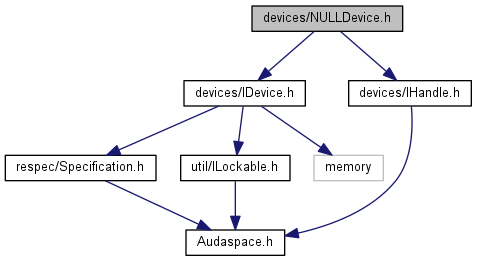 devices/NULLDevice.h
devices/IDevice.h
devices/IHandle.h
respec/Specification.h
util/ILockable.h
memory
Audaspace.h